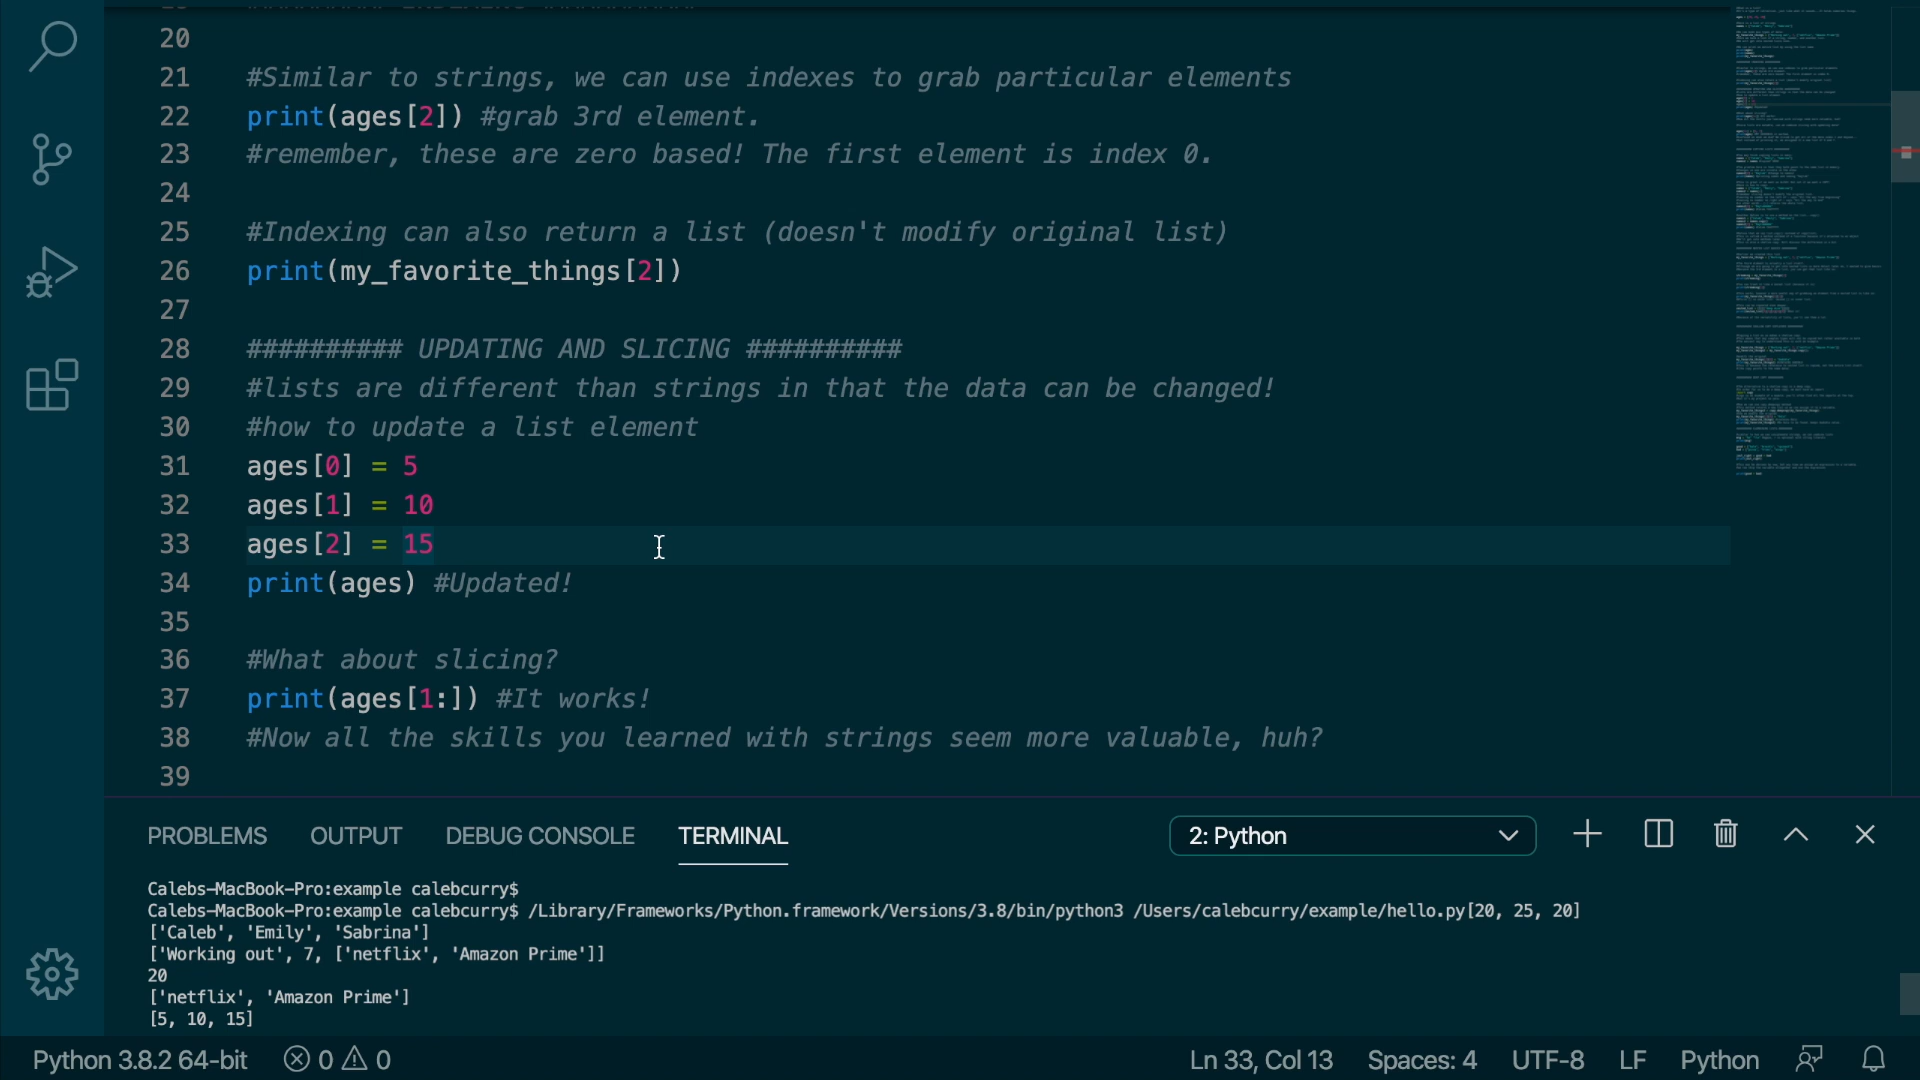 20
21 #Similar to strings, we can use indexes to grab particular elements
22 print(ages[2]) #grab 3rd element.
23 #remember, these are zero based! The first element is index 0.
24
25 #Indexing can also return a list (doesn't modify original list)
26 print(my_favorite_things[2])
27
28 ########## UPDATING AND SLICING ##########
29 #lists are different than strings in that the data can be changed!
30 #how to update a list element
31 ages[0] = 5
32 ages[1] = 10
33 ages[2] = 15
34 print(ages) #Updated!
35
36 #What about slicing?
37 print(ages[1:]) #It works!
38 #Now all the skills you learned with strings seem more valuable, huh?
39
PROBLEMS OUTPUT DEBUG CONSOLE TERMINAL 2: Python
Calebs-MacBook-Pro:example calebcurry$
Calebs-MacBook-Pro:example calebcurry$ /Library/Frameworks/Python.framework/Versions/3.8/bin/python3 /Users/calebcurry/example/hello.py[20, 25, 20]
['Caleb', 'Emily', 'Sabrina']
['Working out', 7, ['netflix', 'Amazon Prime']]
20
['netflix', 'Amazon Prime']
[5, 10, 15]
Python 3.8.2 64-bit 0 0 Ln 33, Col 13 Spaces: 4 UTF-8 LF Python